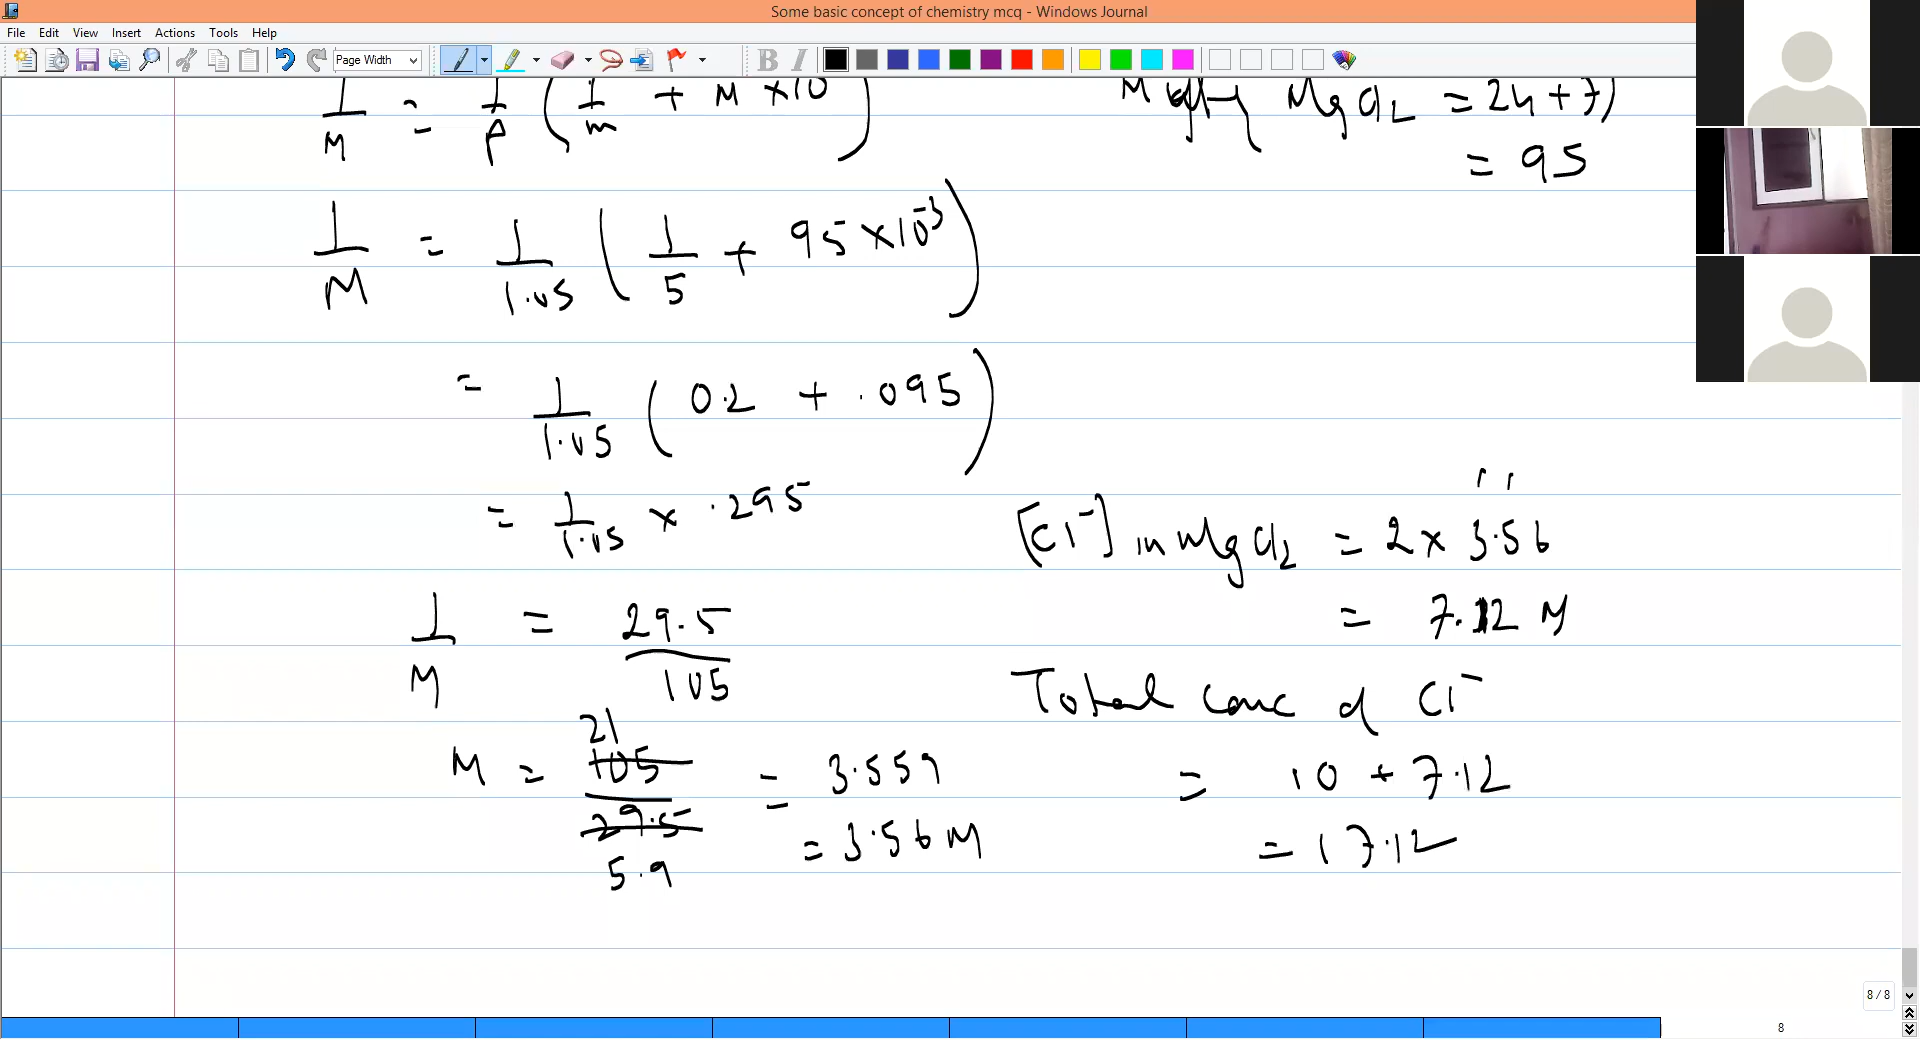 Some basic concept of chemistry mcq - Windows Journal
File Edit View Insert Actions Tools Help
Page Width
B I
1/M = 1/ρ (1/m + M × 10
MgCl2 = 24 + 71
= 95
1/M = 1/1.05 (1/5 + 95 × 10^-3)
= 1/1.05 (0.2 + .095)
= 1/1.05 × .295
1/M = 29.5/105
M = 105/29.5 = 3.559
21
5.9
= 3.56 M
[Cl^-] in MgCl2 = 2 × 3.56
= 7.12 M
Total conc of Cl^-
= 10 + 7.12
= 17.12
8 / 8
8